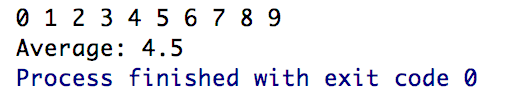 0 1 2 3 4 5 6 7 8 9
Average: 4.5
Process finished with exit code 0